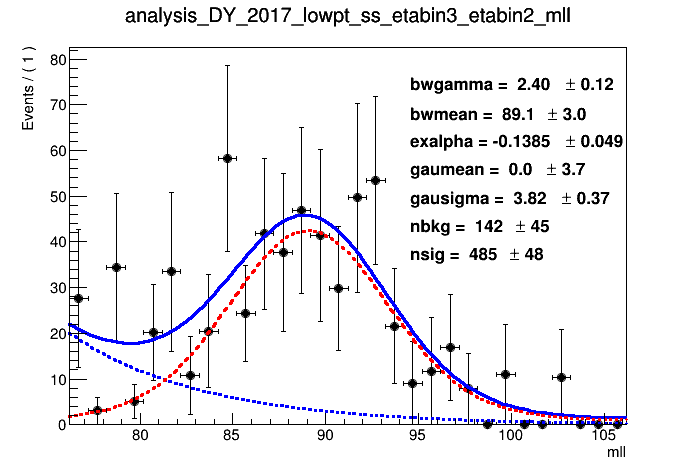 analysis_DY_2017_lowpt_ss_etabin3_etabin2_mll
Events / ( 1 )
80
70
60
50
40
30
20
10
0
bwgamma = 2.40 ± 0.12
bwmean = 89.1 ± 3.0
exalpha = -0.1385 ± 0.049
gaumean = 0.0 ± 3.7
gausigma = 3.82 ± 0.37
nbkg = 142 ± 45
nsig = 485 ± 48
80 85 90 95 100 105
mll